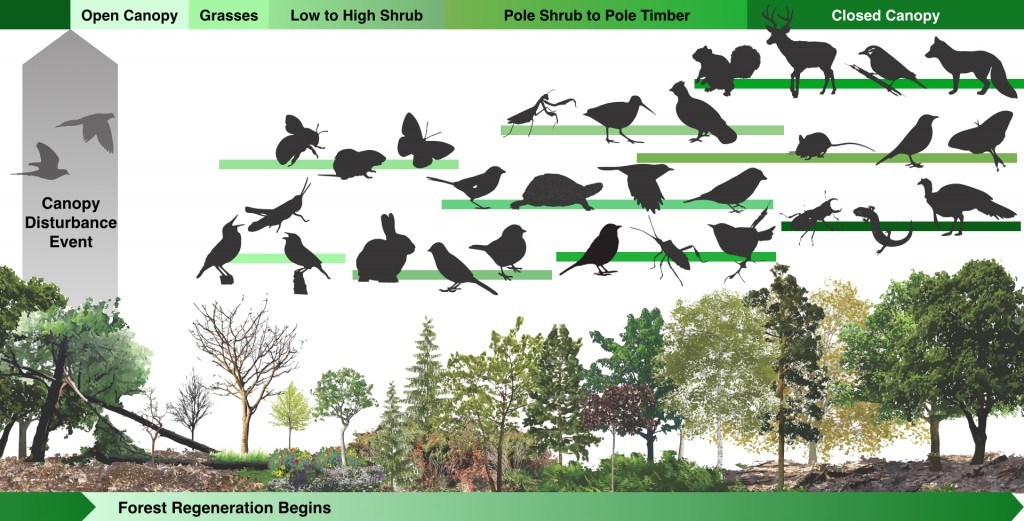 Open Canopy
Grasses
Low to High Shrub
Pole Shrub to Pole Timber
Closed Canopy
Canopy
Disturbance
Event
Forest Regeneration Begins